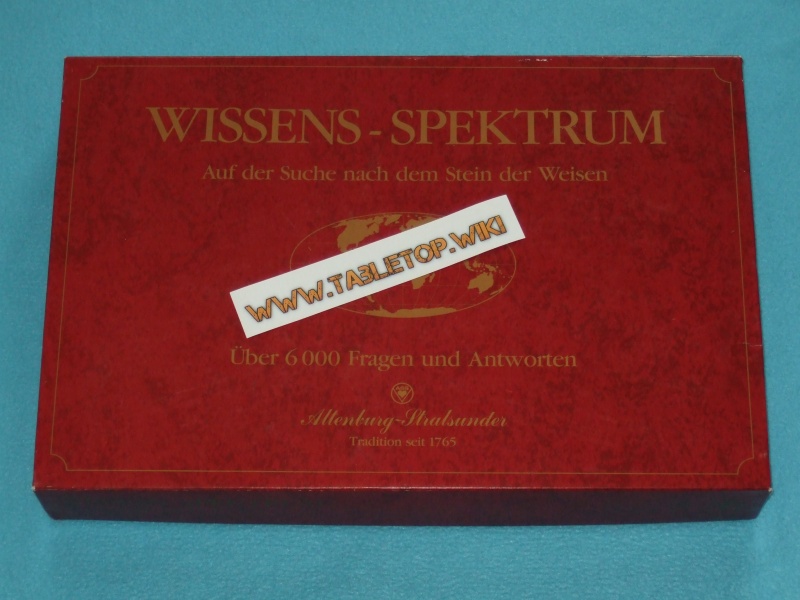 WISSENS - SPEKTRUM
Auf der Suche nach dem Stein der Weisen
WWW.TABLETOP.WIKI
Über 6 000 Fragen und Antworten
Altenburg-Stralsunder
Tradition seit 1765